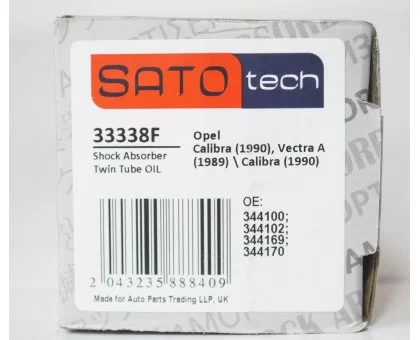 SATO tech
33338F
Shock Absorber
Twin Tube OIL
Opel
Calibra (1990), Vectra A
(1989) \ Calibra (1990)
OE:
344100;
344102;
344169;
344170
2 043235 888409
Made for Auto Parts Trading LLP, UK